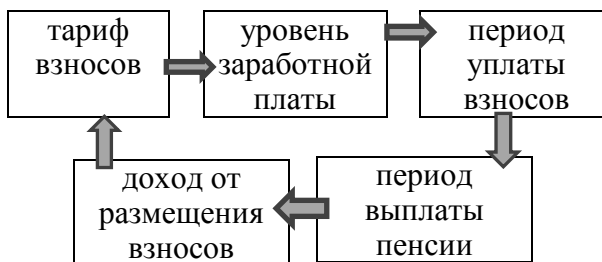 тариф
взносов
уровень
заработной
платы
период
уплаты
взносов
доход от
размещения
взносов
период
выплаты
пенсии